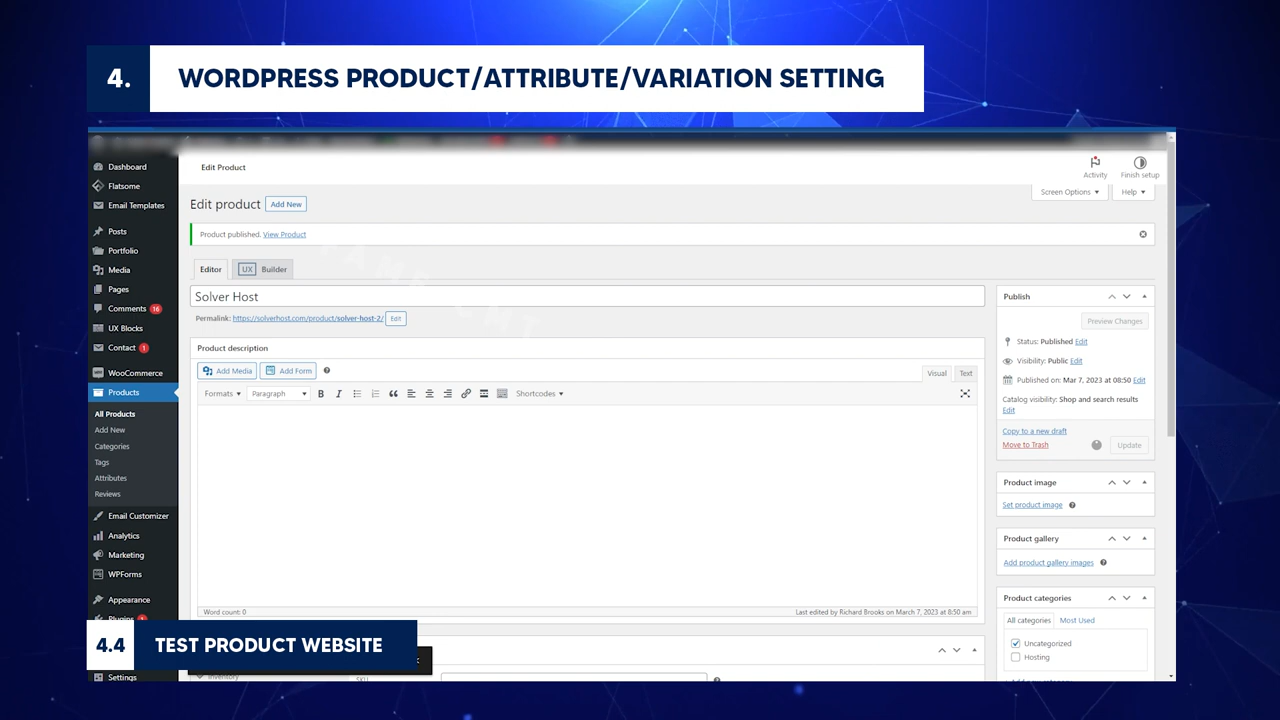 4.
WORDPRESS PRODUCT/ATTRIBUTE/VARIATION SETTING
Edit Product
Activity
Finish setup
Screen Options
Help
Edit product
Add New
Product published. View Product
Editor
UX Builder
Solver Host
Permalink: https://solverhost.com/product/solver-host-2/ Edit
Product description
Add Media
Add Form
Visual
Text
Formats
Paragraph
B
I
Shortcodes
Word count: 0
Last edited by Richard Brooks on March 7, 2023 at 8:50 am
Inventory
SKU
Dashboard
Flatsome
Email Templates
Posts
Portfolio
Media
Pages
Comments 16
UX Blocks
Contact 1
WooCommerce
Products
All Products
Add New
Categories
Tags
Attributes
Reviews
Email Customizer
Analytics
Marketing
WPForms
Appearance
Plugins 1
Settings
Publish
Preview Changes
Status: Published Edit
Visibility: Public Edit
Published on: Mar 7, 2023 at 08:50 Edit
Catalog visibility: Shop and search results
Edit
Copy to a new draft
Move to Trash
Update
Product image
Set product image
Product gallery
Add product gallery images
Product categories
All categories
Most Used
Uncategorized
Hosting
4.4
TEST PRODUCT WEBSITE